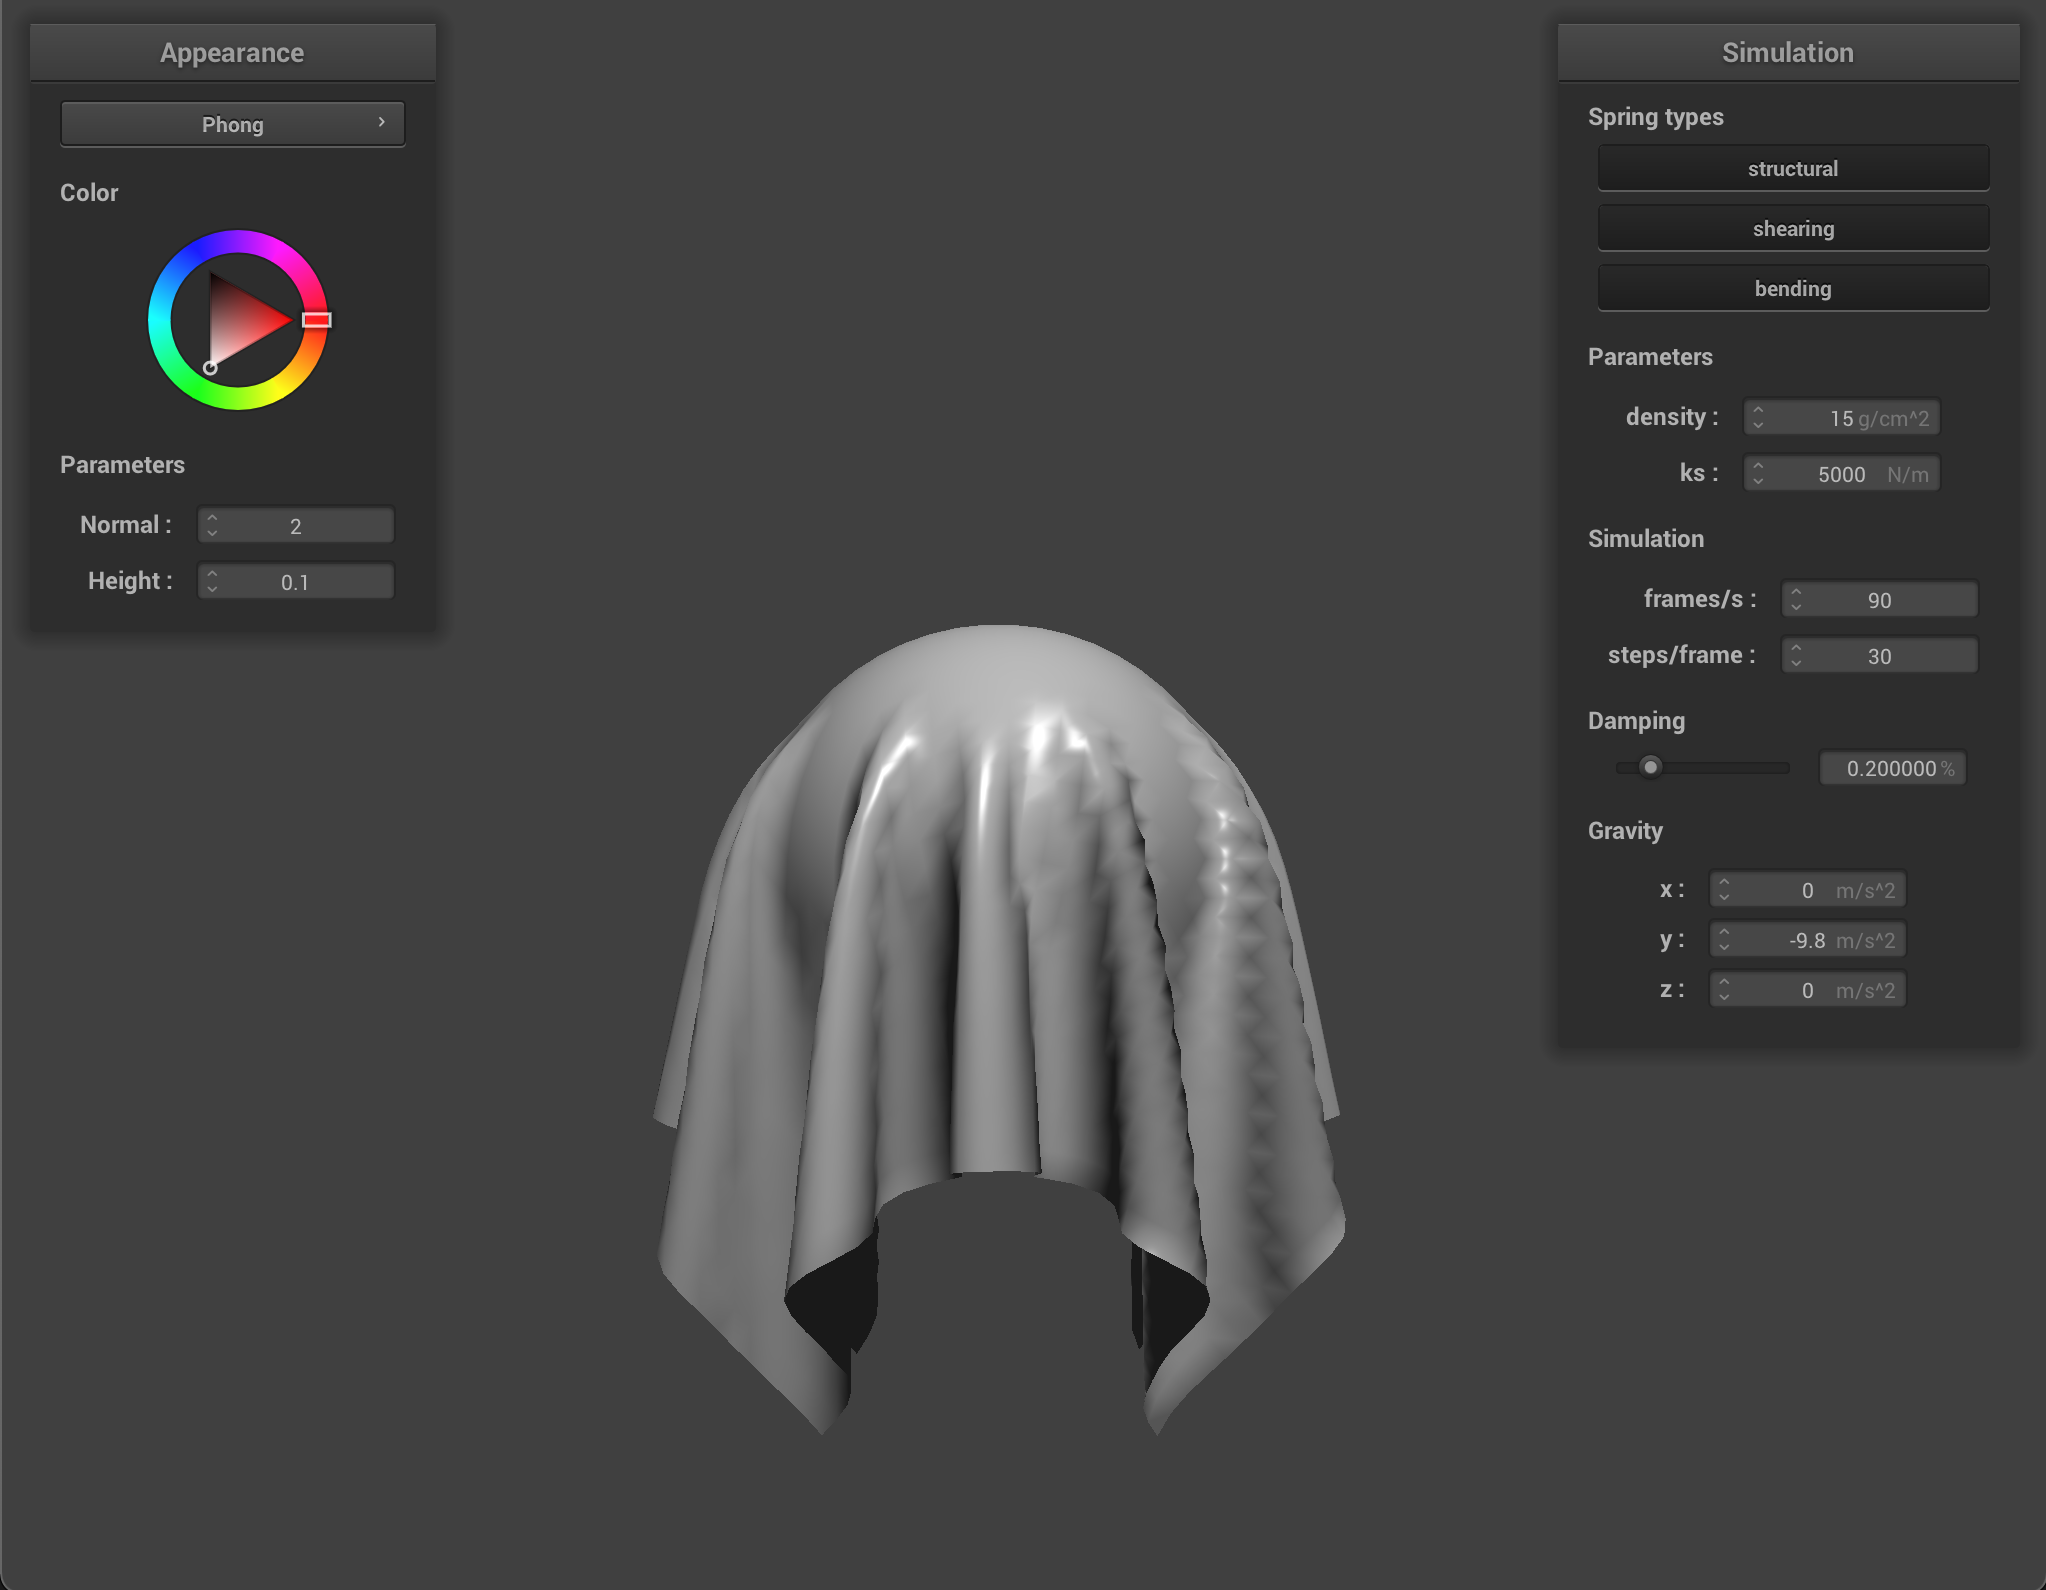 Appearance
Phong
Color
Parameters
Normal : 2
Height : 0.1
Simulation
Spring types
structural
shearing
bending
Parameters
density : 15 g/cm^2
ks : 5000 N/m
Simulation
frames/s : 90
steps/frame : 30
Damping
0.200000 %
Gravity
x : 0 m/s^2
y : -9.8 m/s^2
z : 0 m/s^2